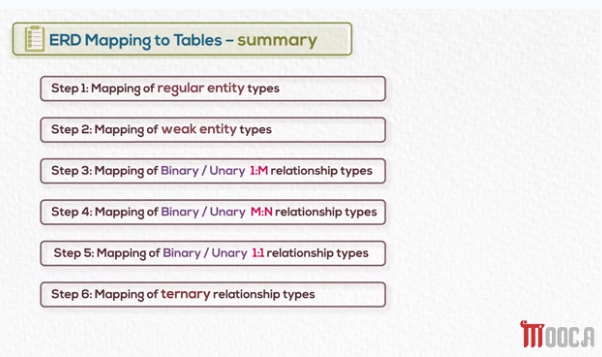 ERD Mapping to Tables – summary
Step 1: Mapping of regular entity types
Step 2: Mapping of weak entity types
Step 3: Mapping of Binary / Unary 1:M relationship types
Step 4: Mapping of Binary / Unary M:N relationship types
Step 5: Mapping of Binary / Unary 1:1 relationship types
Step 6: Mapping of ternary relationship types
MOOCA